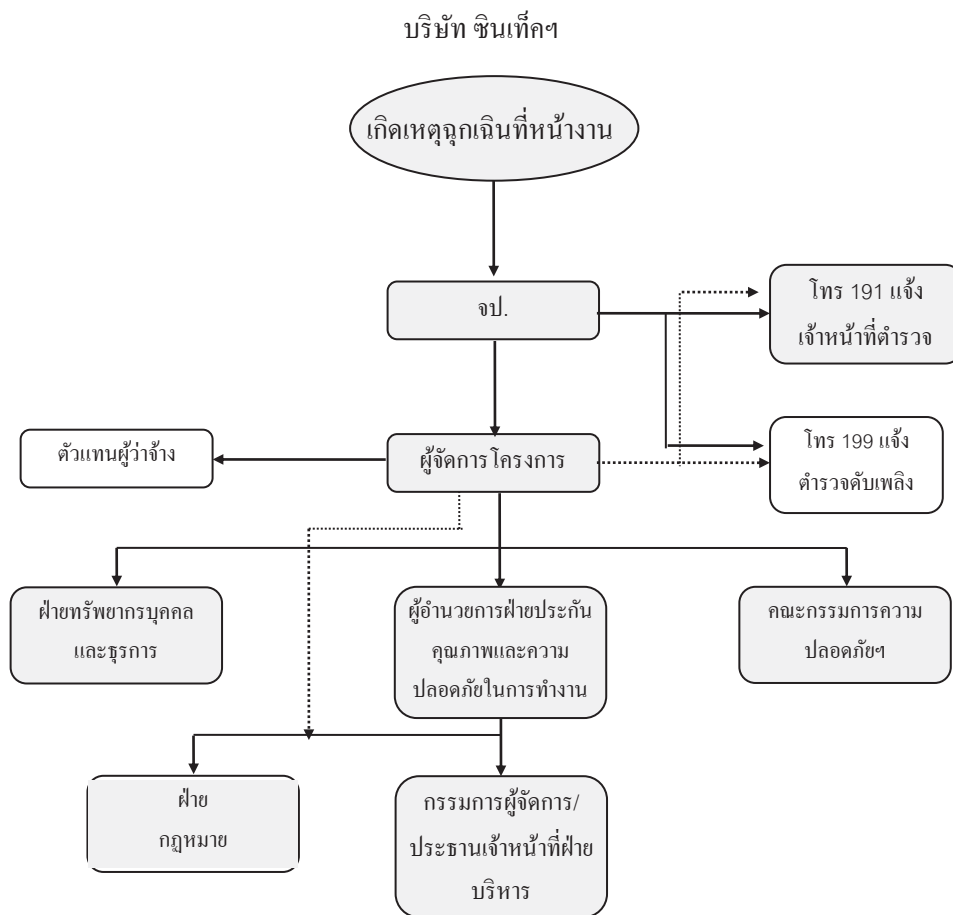 บริษัท ซินเท็คฯ
เกิดเหตุฉุกเฉินที่หน้างาน
จป.
โทร 191 แจ้ง
เจ้าหน้าที่ตำรวจ
ตัวแทนผู้ว่าจ้าง
ผู้จัดการโครงการ
โทร 199 แจ้ง
ตำรวจดับเพลิง
ฝ่ายทรัพยากรบุคคล
และธุรการ
ผู้อำนวยการฝ่ายประกัน
คุณภาพและความ
ปลอดภัยในการทำงาน
คณะกรรมการความ
ปลอดภัยฯ
ฝ่าย
กฎหมาย
กรรมการผู้จัดการ/
ประธานเจ้าหน้าที่ฝ่าย
บริหาร